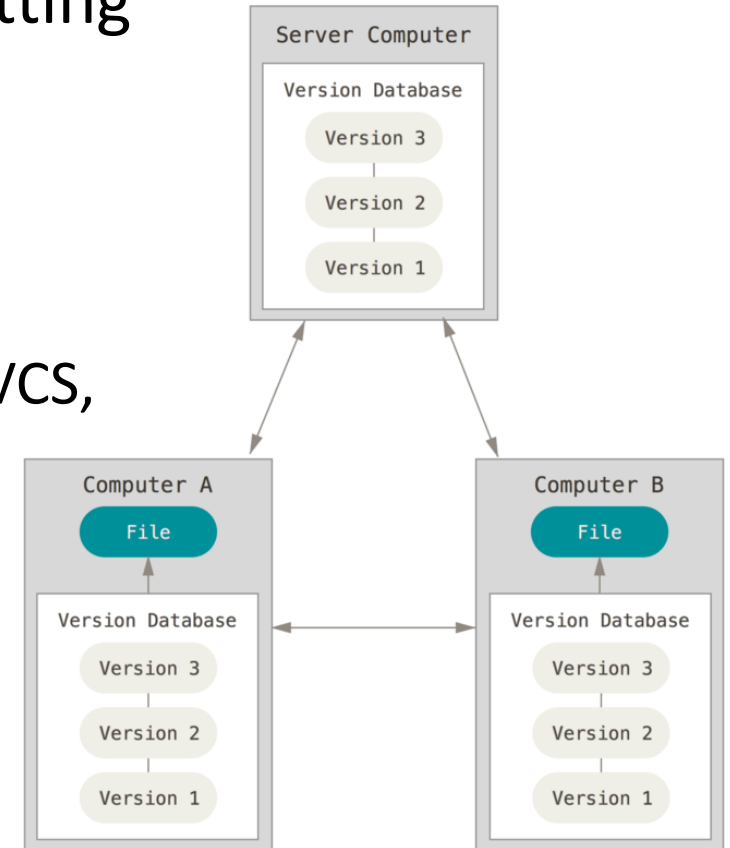 tting
Server Computer
Version Database
Version 3
Version 2
Version 1
VCS,
Computer A
File
Version Database
Version 3
Version 2
Version 1
Computer B
File
Version Database
Version 3
Version 2
Version 1